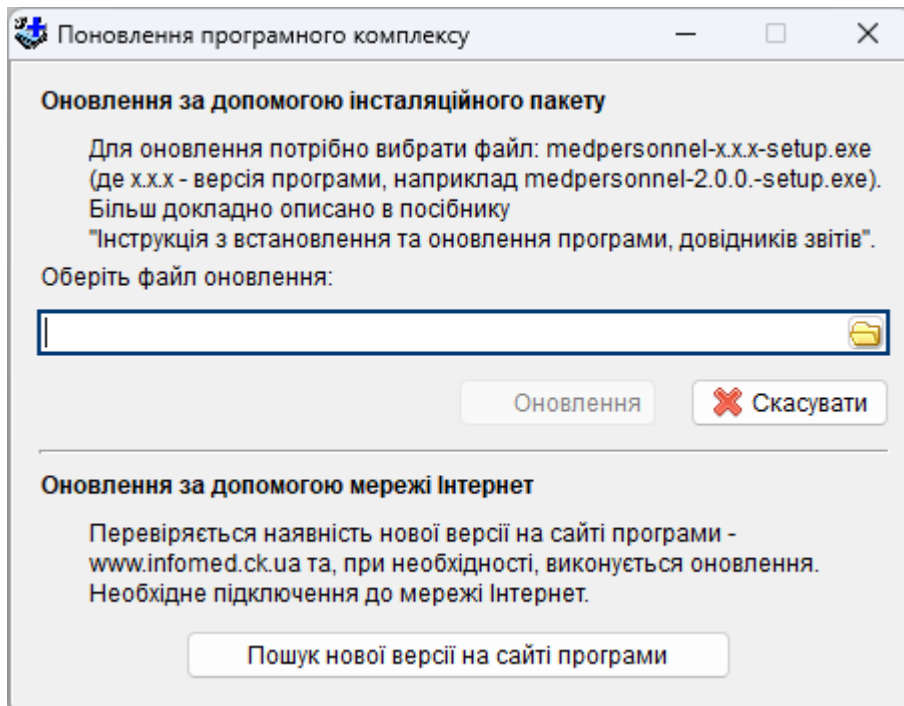 Поновлення програмного комплексу
Оновлення за допомогою інсталяційного пакету
Для оновлення потрібно вибрати файл: medpersonnel-x.x.x-setup.exe
(де x.x.x - версія програми, наприклад medpersonnel-2.0.0.-setup.exe).
Більш докладно описано в посібнику
"Інструкція з встановлення та оновлення програми, довідників звітів".
Оберіть файл оновлення:
Оновлення
Скасувати
Оновлення за допомогою мережі Інтернет
Перевіряється наявність нової версії на сайті програми -
www.infomed.ck.ua та, при необхідності, виконується оновлення.
Необхідне підключення до мережі Інтернет.
Пошук нової версії на сайті програми